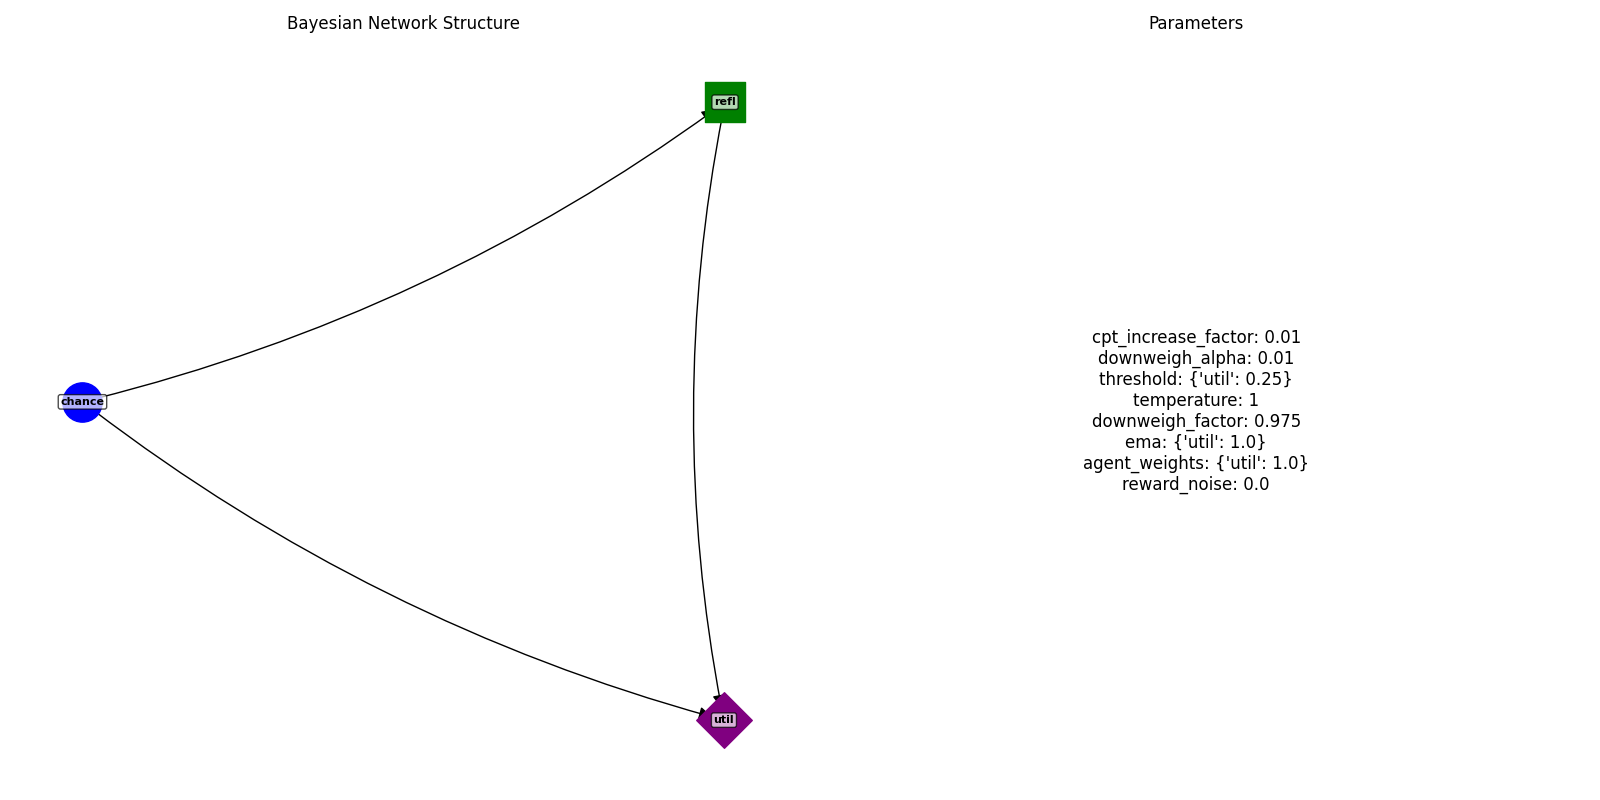 Bayesian Network Structure
Parameters
refl
chance
util
cpt_increase_factor: 0.01
downweigh_alpha: 0.01
threshold: {'util': 0.25}
temperature: 1
downweigh_factor: 0.975
ema: {'util': 1.0}
agent_weights: {'util': 1.0}
reward_noise: 0.0